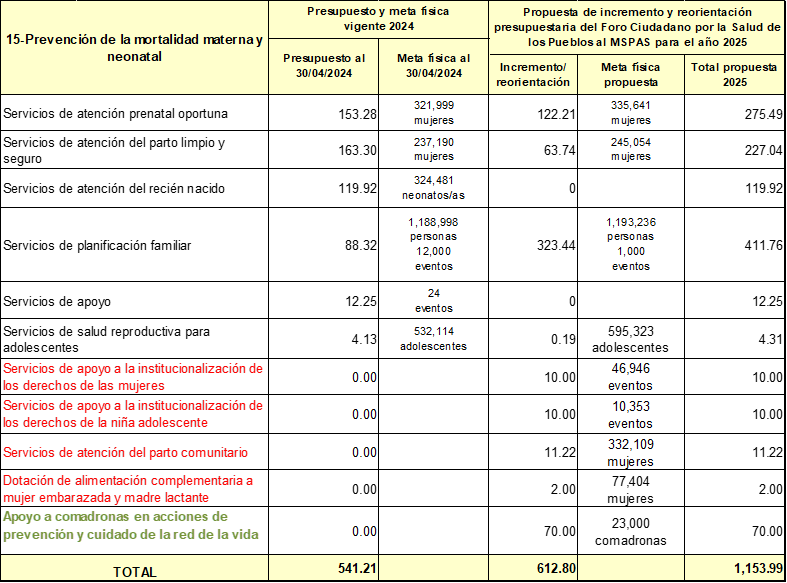 15-Prevención de la mortalidad materna y
neonatal
Presupuesto y meta física
vigente 2024
Propuesta de incremento y reorientación
presupuestaria del Foro Ciudadano por la Salud de
los Pueblos al MSPAS para el año 2025
Presupuesto al
30/04/2024
Meta física al
30/04/2024
Incremento/
reorientación
Meta física
propuesta
Total propuesta
2025
Servicios de atención prenatal oportuna
153.28
321,999
mujeres
122.21
335,641
mujeres
275.49
Servicios de atención del parto limpio y
seguro
163.30
237,190
mujeres
63.74
245,054
mujeres
227.04
Servicios de atención del recién nacido
119.92
324,481
neonatos/as
0
119.92
Servicios de planificación familiar
88.32
1,188,998
personas
12,000
eventos
323.44
1,193,236
personas
1,000
eventos
411.76
Servicios de apoyo
12.25
24
eventos
0
12.25
Servicios de salud reproductiva para
adolescentes
4.13
532,114
adolescentes
0.19
595,323
adolescentes
4.31
Servicios de apoyo a la institucionalización de
los derechos de las mujeres
0.00
10.00
46,946
eventos
10.00
Servicios de apoyo a la institucionalización de
los derechos de la niña adolescente
0.00
10.00
10,353
eventos
10.00
Servicios de atención del parto comunitario
0.00
11.22
332,109
mujeres
11.22
Dotación de alimentación complementaria a
mujer embarazada y madre lactante
0.00
2.00
77,404
mujeres
2.00
Apoyo a comadronas en acciones de
prevención y cuidado de la red de la vida
0.00
70.00
23,000
comadronas
70.00
TOTAL
541.21
612.80
1,153.99